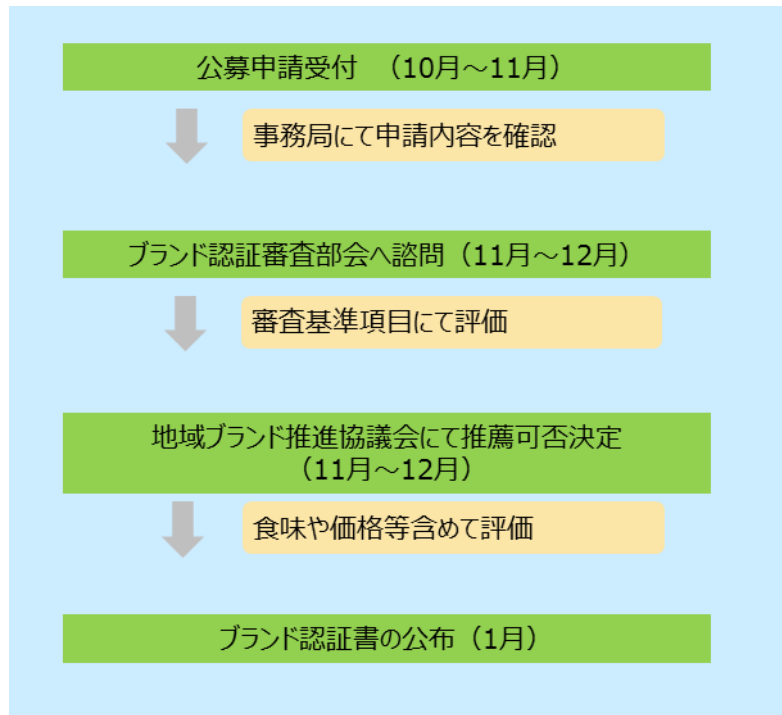 公募申請受付　（10月～11月）
事務局にて申請内容を確認
ブランド認証審査部会へ諮問（11月～12月）
審査基準項目にて評価
地域ブランド推進協議会にて推薦可否決定
（11月～12月）
食味や価格等含めて評価
ブランド認証書の公布（1月）